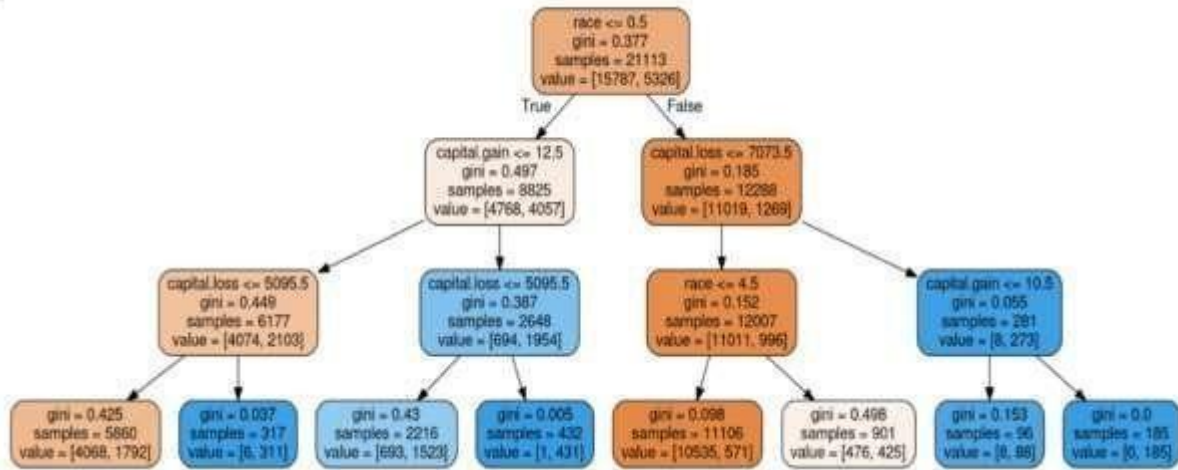 race <= 0.5
gini = 0.377
samples = 21113
value = [15787, 5326]
True
False
capital.gain <= 12.5
gini = 0.497
samples = 8825
value = [4768, 4057]
capital.loss <= 7073.5
gini = 0.185
samples = 12288
value = [11019, 1269]
capital.loss <= 5095.5
gini = 0.449
samples = 6177
value = [4074, 2103]
capital.loss <= 5095.5
gini = 0.387
samples = 2648
value = [694, 1954]
race <= 4.5
gini = 0.152
samples = 12007
value = [11011, 996]
capital.gain <= 10.5
gini = 0.055
samples = 281
value = [8, 273]
gini = 0.425
samples = 5860
value = [4068, 1792]
gini = 0.037
samples = 317
value = [6, 311]
gini = 0.43
samples = 2216
value = [693, 1523]
gini = 0.005
samples = 432
value = [1, 431]
gini = 0.098
samples = 11106
value = [10535, 571]
gini = 0.498
samples = 901
value = [476, 425]
gini = 0.153
samples = 96
value = [8, 88]
gini = 0.0
samples = 185
value = [0, 185]